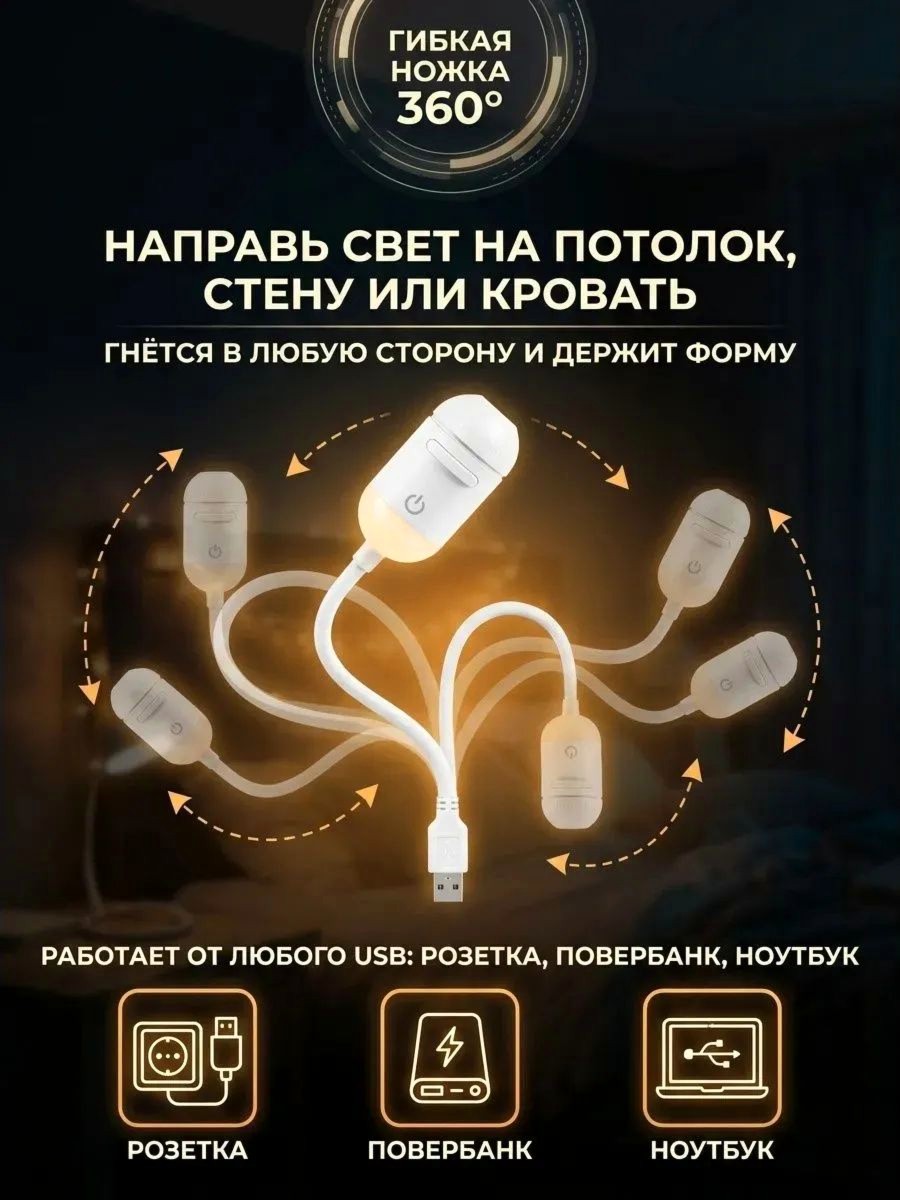 ГИБКАЯ
НОЖКА
360°
НАПРАВЬ СВЕТ НА ПОТОЛОК,
СТЕНУ ИЛИ КРОВАТЬ
ГНЁТСЯ В ЛЮБУЮ СТОРОНУ И ДЕРЖИТ ФОРМУ
РАБОТАЕТ ОТ ЛЮБОГО USB: РОЗЕТКА, ПОВЕРБАНК, НОУТБУК
РОЗЕТКА
ПОВЕРБАНК
НОУТБУК